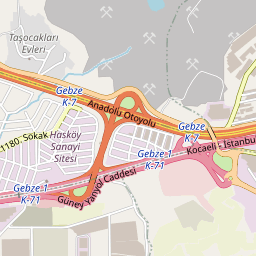 Taşocakları
Evleri
Gebze
K-7
Anadolu Otoyolu
1180. Sokak
Hasköy
Sanayi
Sitesi
Gebze
K-7
Gebze 1
K-71
Kocaeli - İstanbu
Gebze 1
K-71
Güney Yanyol Caddesi